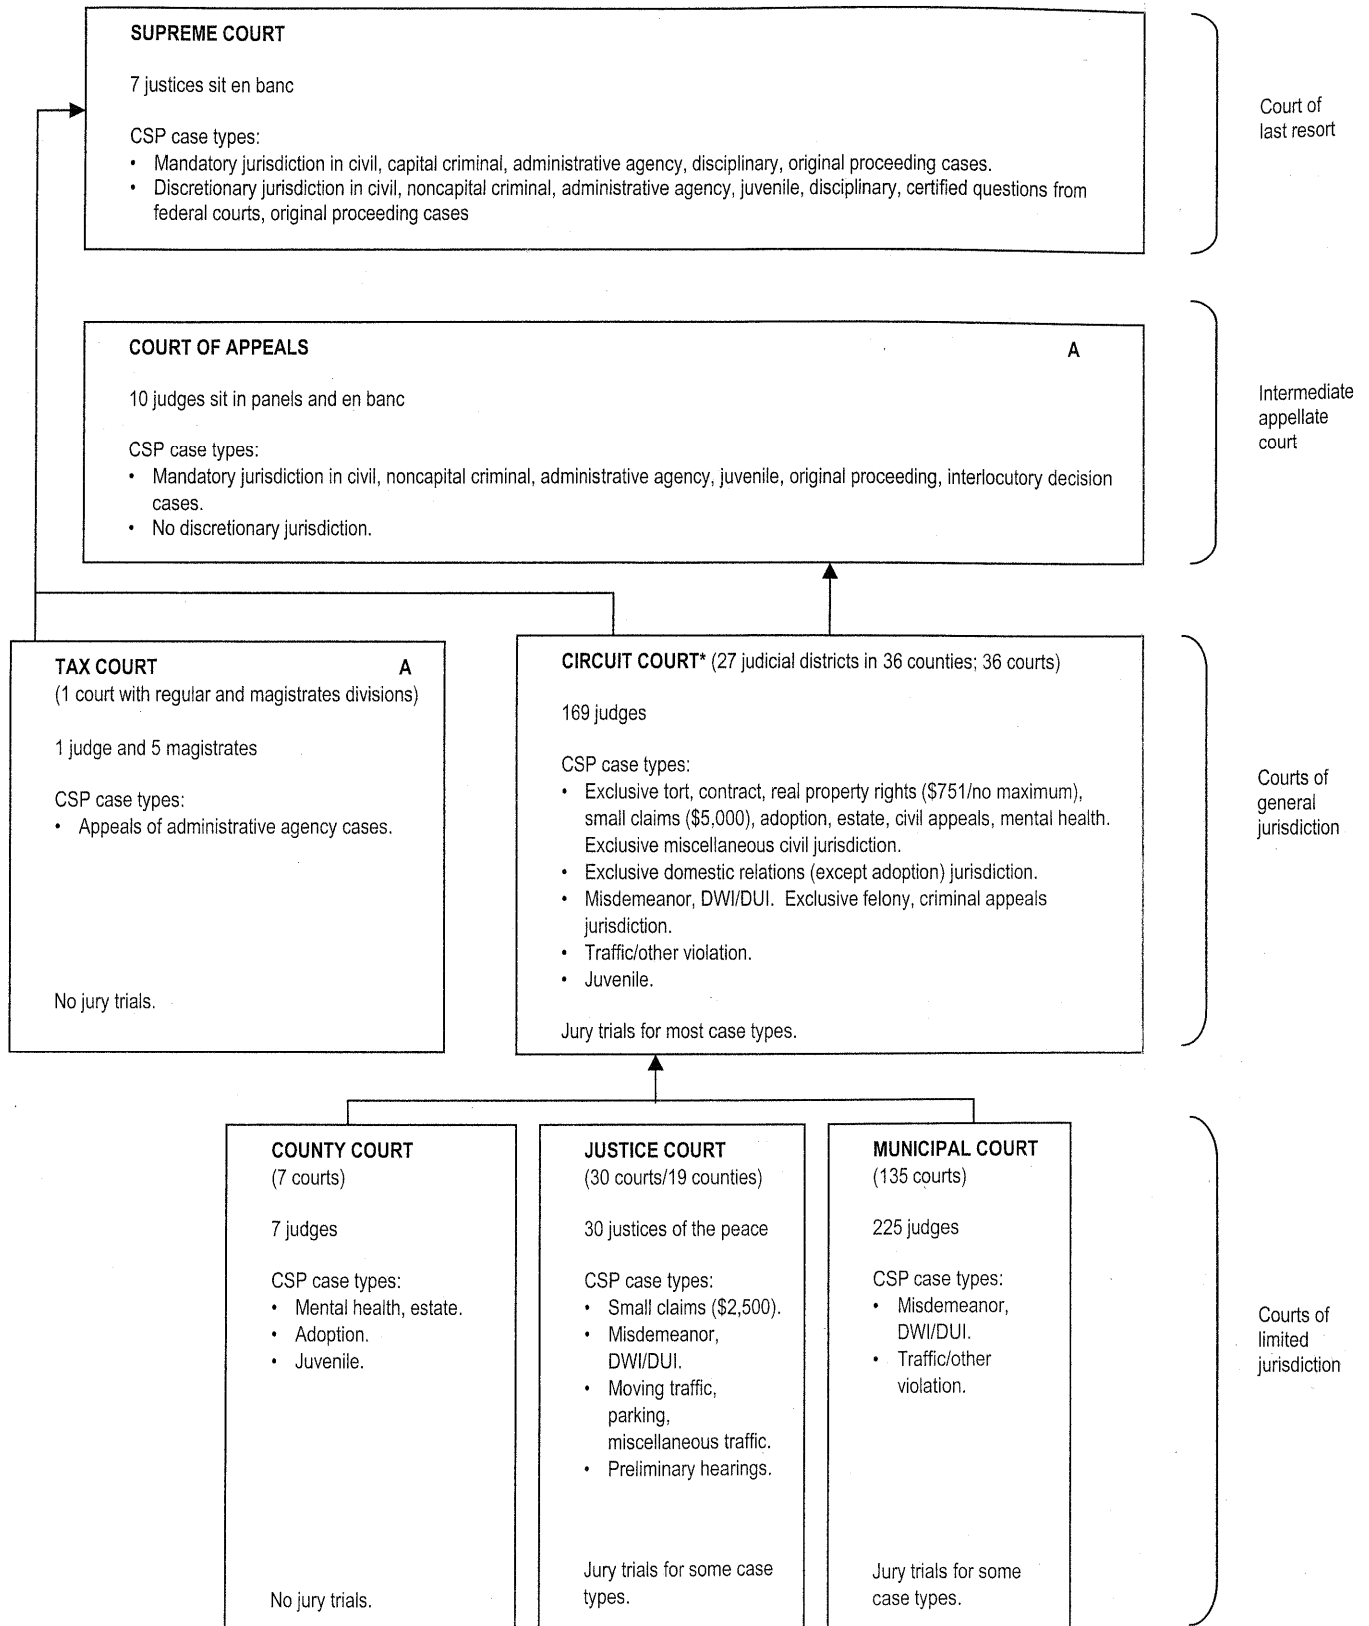 SUPREME COURT
7 justices sit en banc
CSP case types:
• Mandatory jurisdiction in civil, capital criminal, administrative agency, disciplinary, original proceeding cases.
• Discretionary jurisdiction in civil, noncapital criminal, administrative agency, juvenile, disciplinary, certified questions from
federal courts, original proceeding cases
Court of
last resort
COURT OF APPEALS A
10 judges sit in panels and en banc
CSP case types:
• Mandatory jurisdiction in civil, noncapital criminal, administrative agency, juvenile, original proceeding, interlocutory decision
cases.
• No discretionary jurisdiction.
Intermediate
appellate
court
TAX COURT A
(1 court with regular and magistrates divisions)
1 judge and 5 magistrates
CSP case types:
• Appeals of administrative agency cases.
No jury trials.
CIRCUIT COURT* (27 judicial districts in 36 counties; 36 courts)
169 judges
CSP case types:
• Exclusive tort, contract, real property rights ($751/no maximum),
small claims ($5,000), adoption, estate, civil appeals, mental health.
Exclusive miscellaneous civil jurisdiction.
• Exclusive domestic relations (except adoption) jurisdiction.
• Misdemeanor, DWI/DUI. Exclusive felony, criminal appeals
jurisdiction.
• Traffic/other violation.
• Juvenile.
Jury trials for most case types.
Courts of
general
jurisdiction
COUNTY COURT
(7 courts)
7 judges
CSP case types:
• Mental health, estate.
• Adoption.
• Juvenile.
No jury trials.
JUSTICE COURT
(30 courts/19 counties)
30 justices of the peace
CSP case types:
• Small claims ($2,500).
• Misdemeanor,
DWI/DUI.
• Moving traffic,
parking,
miscellaneous traffic.
• Preliminary hearings.
Jury trials for some case
types.
MUNICIPAL COURT
(135 courts)
225 judges
CSP case types:
• Misdemeanor,
DWI/DUI.
• Traffic/other
violation.
Jury trials for some
case types.
Courts of
limited
jurisdiction